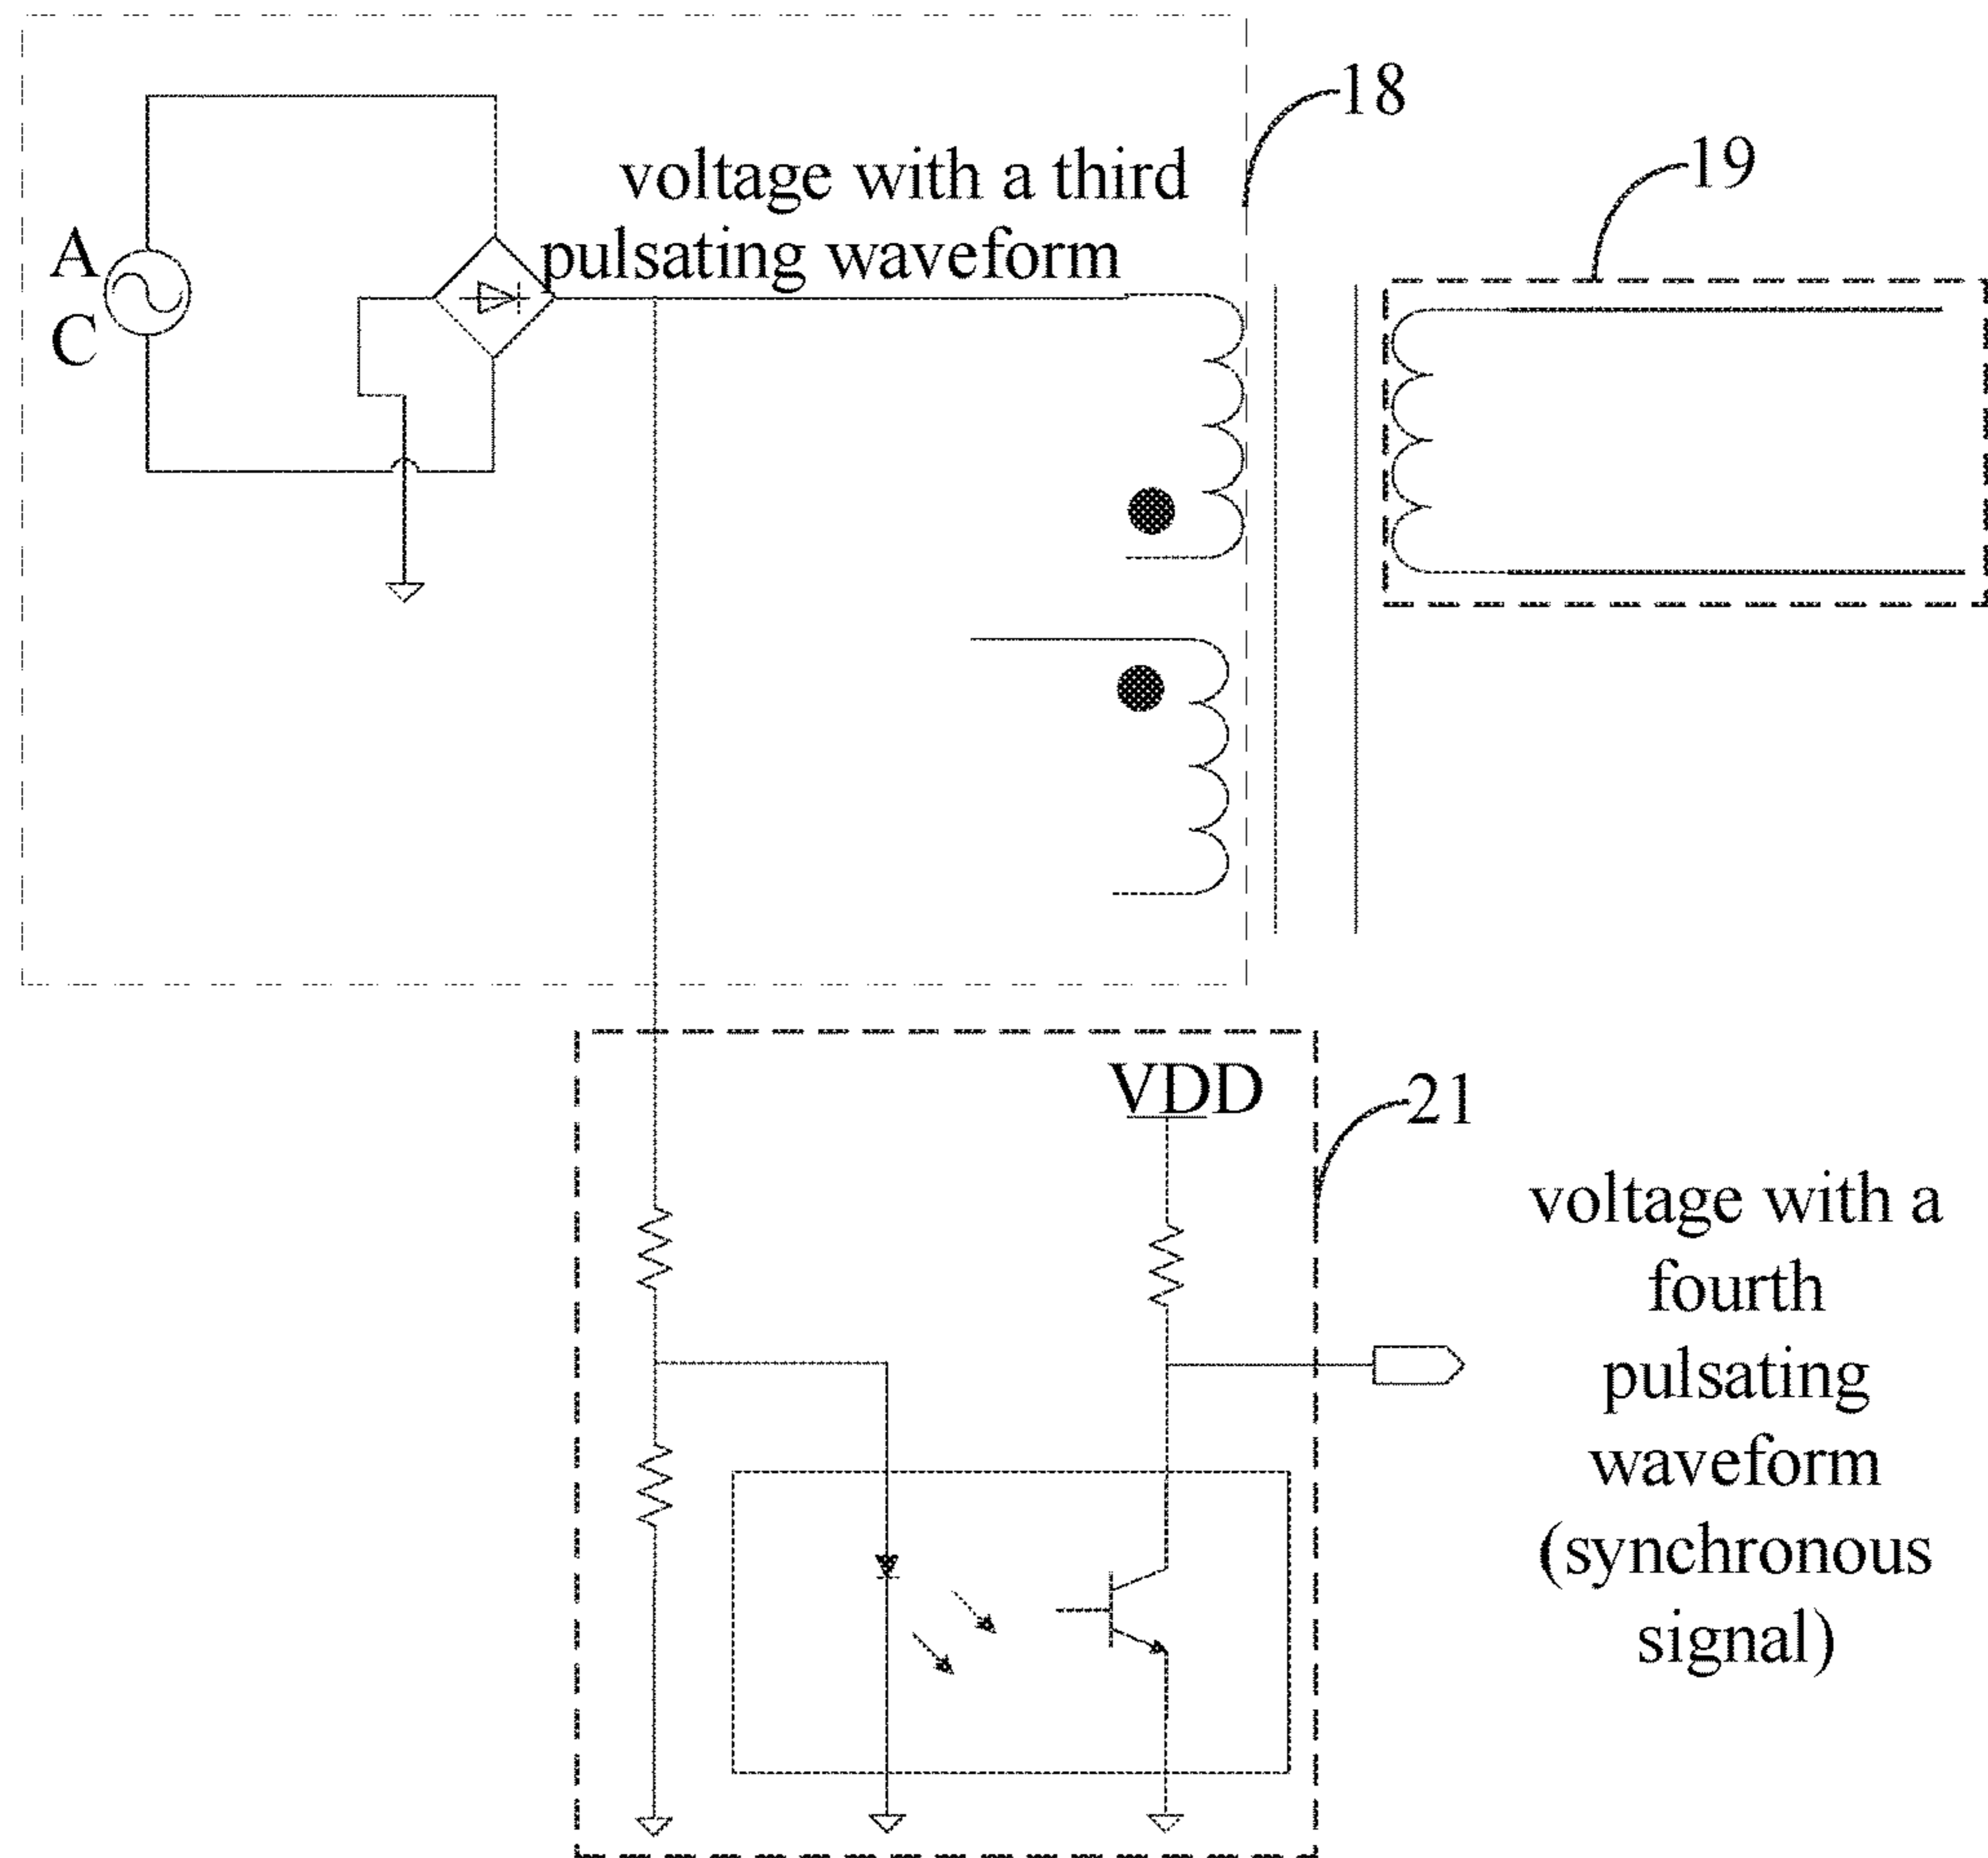 18
19
voltage with a third
pulsating waveform
A
C
VDD
21
voltage with a
fourth
pulsating
waveform
(synchronous
signal)